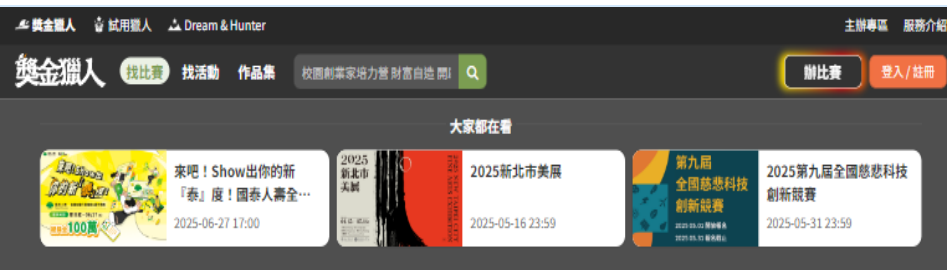 獎金獵人 試用獵人 Dream & Hunter 主辦專區 服務介紹
獎金獵人 找比賽 找活動 作品集 校園創業家培力營 財富自造 開 辦比賽 登入 / 註冊
大家都在看
來吧！Show出你的新
『泰』度！國泰人壽全…
2025-06-27 17:00
100萬
2025
新北市
美展
2025新北市美展
2025-05-16 23:59
第九屆
全國慈悲科技
創新競賽
2025第九屆全國慈悲科技
創新競賽
2025-05-31 23:59